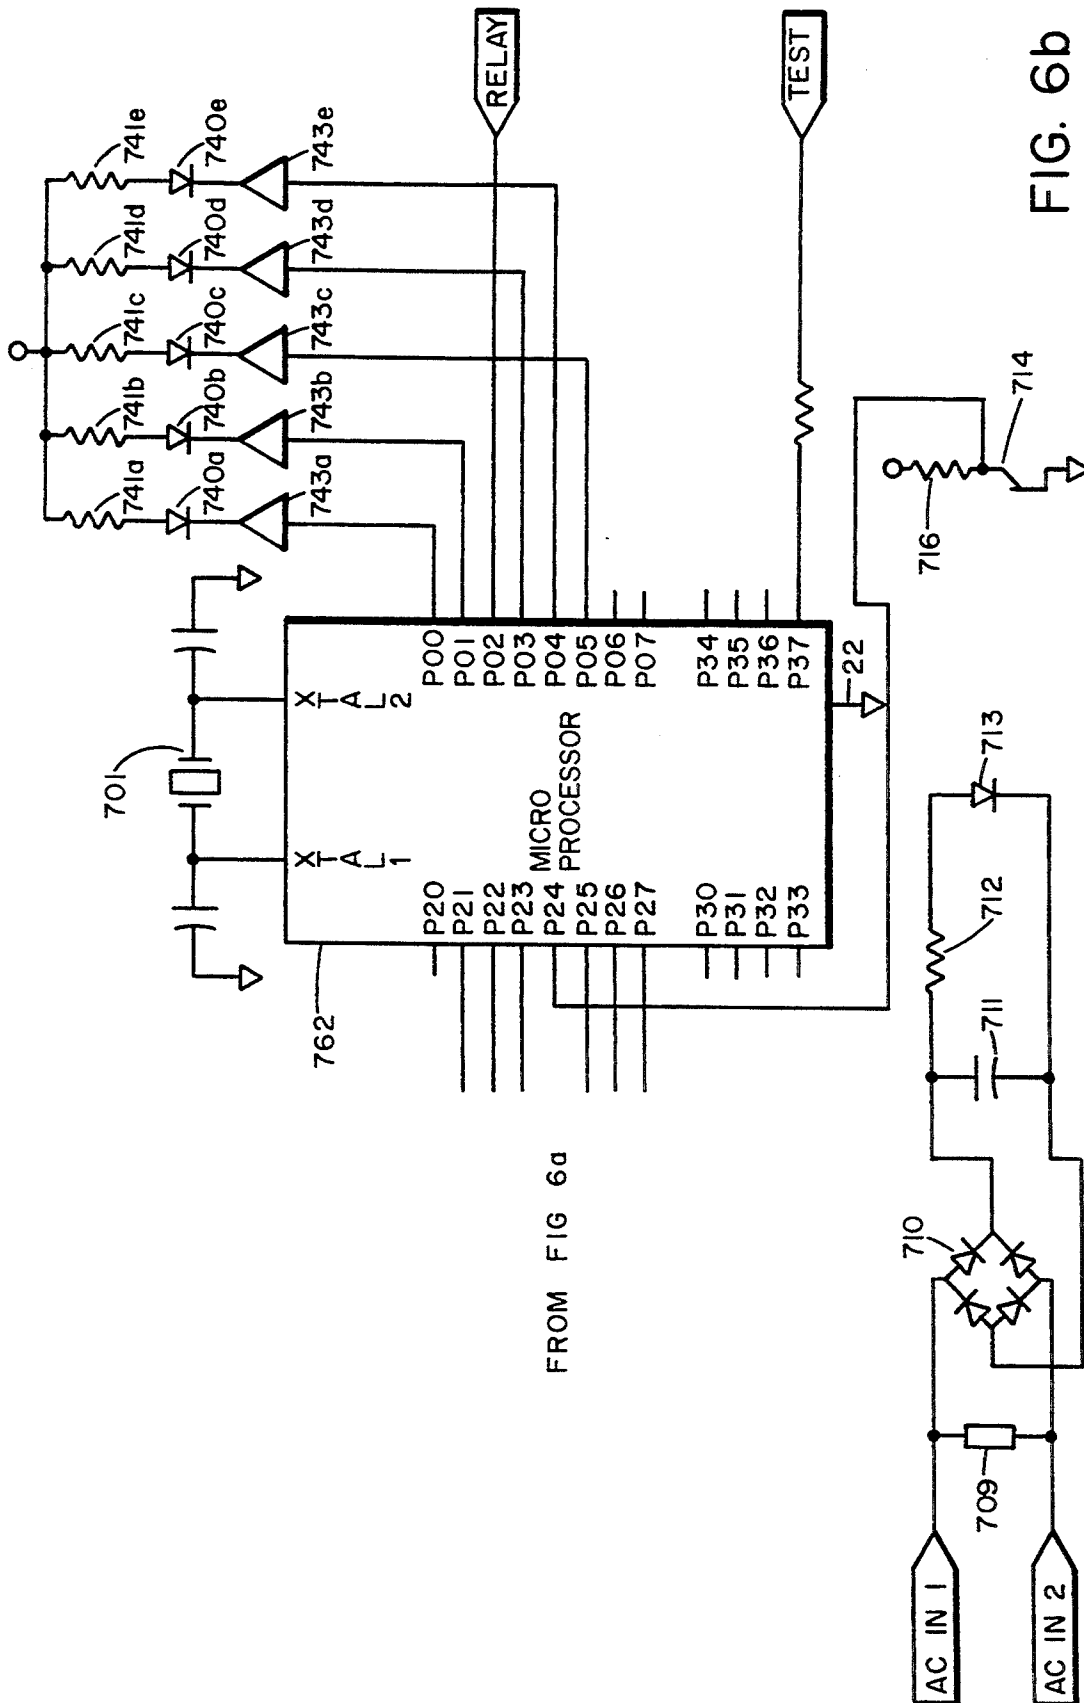 741a
741b
741c
741d
741e
740a
740b
740c
740d
740e
743a
743b
743c
743d
743e
701
XTAL1
XTAL2
762
MICRO
PROCESSOR
P20
P21
P22
P23
P24
P25
P26
P27
P30
P31
P32
P33
P00
P01
P02
P03
P04
P05
P06
P07
P34
P35
P36
P37
22
RELAY
TEST
FROM FIG 6a
714
716
AC IN 1
AC IN 2
709
710
711
712
713
FIG. 6b